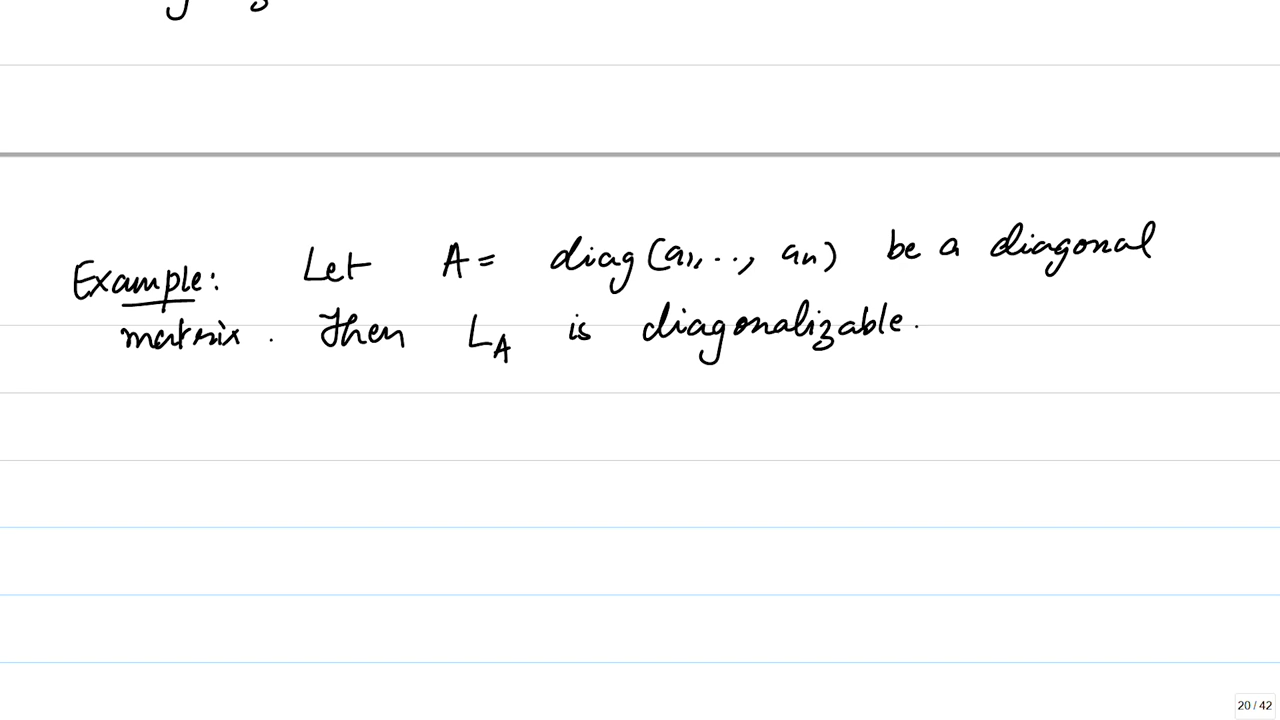 Example: Let A = diag(a₁,..., aₙ) be a diagonal
matrix. Then L_A is diagonalizable.
20 / 42